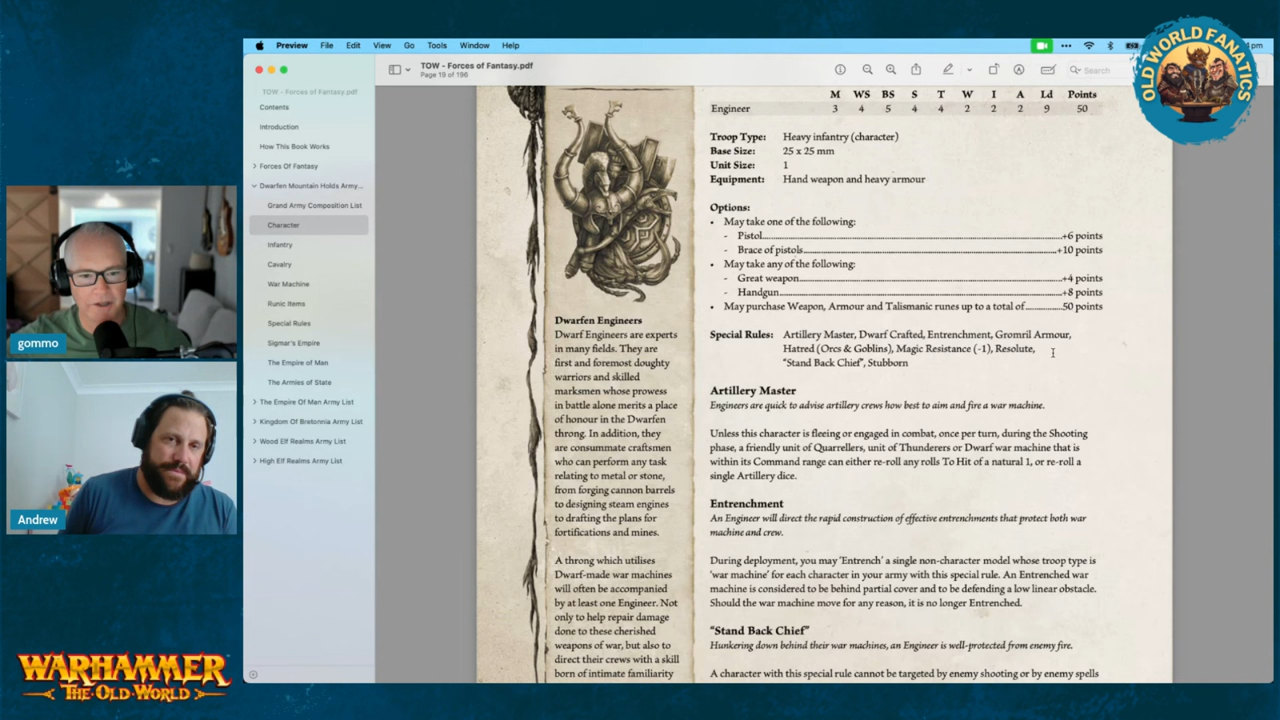 Preview File Edit View Go Tools Window Help
TOW - Forces of Fantasy.pdf
Page 19 of 196
Search
OLD WORLD FANATICS
TOW - Forces of Fantasy.pdf
Contents
Introduction
How This Book Works
Forces Of Fantasy
Dwarfen Mountain Holds Army...
Grand Army Composition List
Character
Infantry
Cavalry
War Machine
Runic Items
Special Rules
Sigmar's Empire
The Empire of Man
The Armies of State
The Empire Of Man Army List
Kingdom Of Bretonnia Army List
Wood Elf Realms Army List
High Elf Realms Army List
gommo
Andrew
WARHAMMER
THE OLD WORLD
Dwarfen Engineers
Dwarf Engineers are experts
in many fields. They are
first and foremost doughty
warriors and skilled
marksmen whose prowess
in battle alone merits a place
of honour in the Dwarfen
throng. In addition, they
are consummate craftsmen
who can perform any task
relating to metal or stone,
from forging cannon barrels
to designing steam engines
to drafting the plans for
fortifications and mines.
A throng which utilises
Dwarf-made war machines
will often be accompanied
by at least one Engineer. Not
only to help repair damage
done to these cherished
weapons of war, but also to
direct their crews with a skill
born of intimate familiarity
M WS BS S T W I A Ld Points
Engineer 3 4 5 4 4 2 2 2 9 50
Troop Type: Heavy infantry (character)
Base Size: 25 x 25 mm
Unit Size: 1
Equipment: Hand weapon and heavy armour
Options:
• May take one of the following:
- Pistol...+6 points
- Brace of pistols...+10 points
• May take any of the following:
- Great weapon...+4 points
- Handgun...+8 points
• May purchase Weapon, Armour and Talismanic runes up to a total of...50 points
Special Rules: Artillery Master, Dwarf Crafted, Entrenchment, Gromril Armour,
Hatred (Orcs & Goblins), Magic Resistance (-1), Resolute,
"Stand Back Chief", Stubborn
Artillery Master
Engineers are quick to advise artillery crews how best to aim and fire a war machine.
Unless this character is fleeing or engaged in combat, once per turn, during the Shooting
phase, a friendly unit of Quarrellers, unit of Thunderers or Dwarf war machine that is
within its Command range can either re-roll any rolls To Hit of a natural 1, or re-roll a
single Artillery dice.
Entrenchment
An Engineer will direct the rapid construction of effective entrenchments that protect both war
machine and crew.
During deployment, you may 'Entrench' a single non-character model whose troop type is
'war machine' for each character in your army with this special rule. An Entrenched war
machine is considered to be behind partial cover and to be defending a low linear obstacle.
Should the war machine move for any reason, it is no longer Entrenched.
"Stand Back Chief"
Hunkering down behind their war machines, an Engineer is well-protected from enemy fire.
A character with this special rule cannot be targeted by enemy shooting or by enemy spells